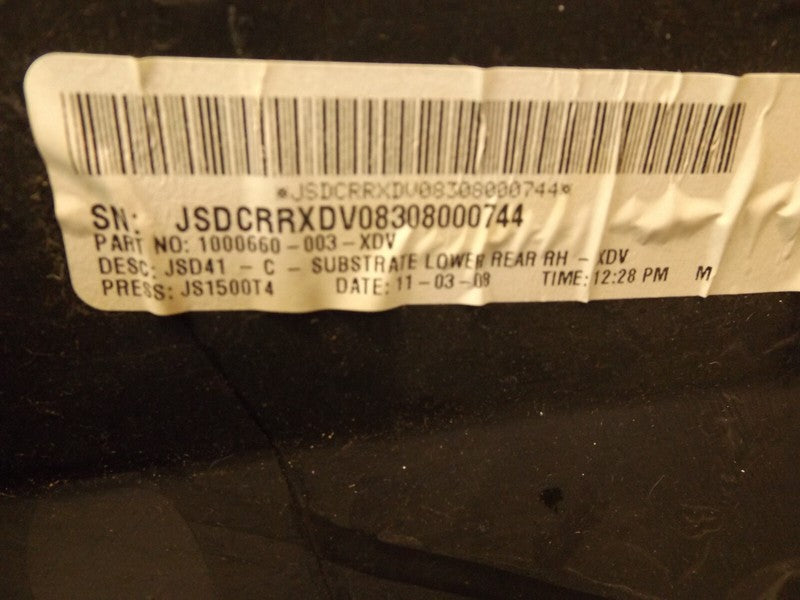 *JSDCRRXDV08308000744*
SN: JSDCRRXDV08308000744
PART NO: 1000660-003-XDV
DESC: JSD41 - C - SUBSTRATE LOWER REAR RH - XDV
PRESS: JS1500T4 DATE: 11-03-08 TIME: 12:28 PM M